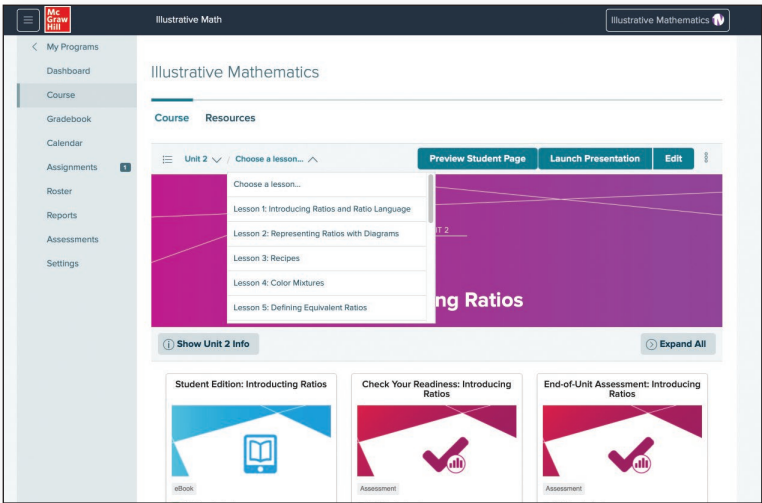 Mc
Graw
Hill
Illustrative Math
Illustrative Mathematics
My Programs
Dashboard
Course
Gradebook
Calendar
Assignments 1
Roster
Reports
Assessments
Settings
Illustrative Mathematics
Course Resources
Unit 2 / Choose a lesson...
Preview Student Page Launch Presentation Edit
Choose a lesson...
Lesson 1: Introducing Ratios and Ratio Language
Lesson 2: Representing Ratios with Diagrams
Lesson 3: Recipes
Lesson 4: Color Mixtures
Lesson 5: Defining Equivalent Ratios
IT 2
ng Ratios
Show Unit 2 Info
Expand All
Student Edition: Introducting Ratios
Check Your Readiness: Introducing
Ratios
End-of-Unit Assessment: Introducing
Ratios
eBook
Assessment
Assessment